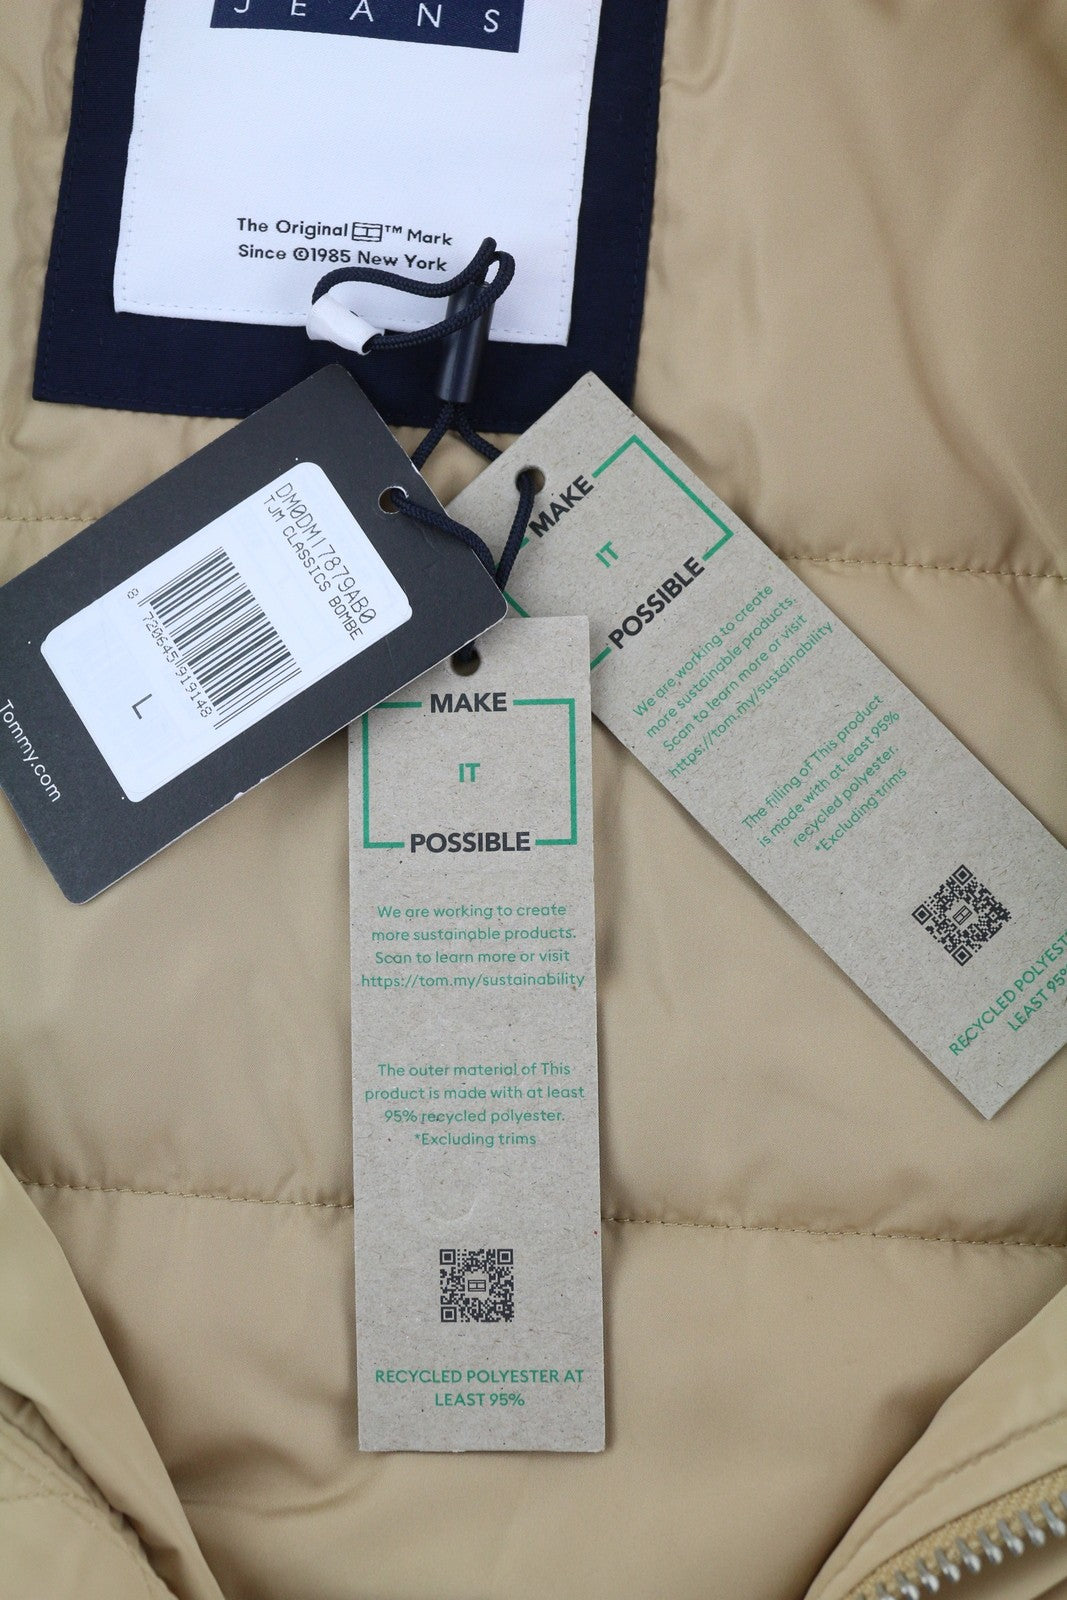 JEANS
The Original ™ Mark
Since ©1985 New York
DM0DM17879AB0
TJM CLASSICS BOMBE
8 720645 919148
L
Tommy.com
MAKE
IT
POSSIBLE
We are working to create
more sustainable products.
Scan to learn more or visit
https://tom.my/sustainability
The outer material of This
product is made with at least
95% recycled polyester.
*Excluding trims
RECYCLED POLYESTER AT
LEAST 95%
MAKE
IT
POSSIBLE
We are working to create
more sustainable products.
Scan to learn more or visit
https://tom.my/sustainability
The filling of This product
is made with at least 95%
recycled polyester.
*Excluding trims
RECYCLED POLYEST
LEAST 95%